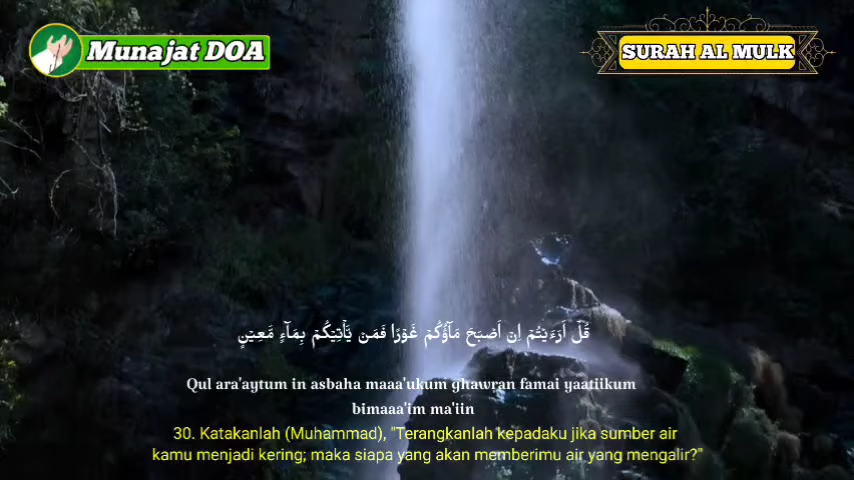 Munajat DOA
SURAH AL MULK
قُلْ اَرَءَيْتُمْ اِنْ اَصْبَحَ مَاۤؤُكُمْ غَوْرًا فَمَنْ يَّأْتِيْكُمْ بِمَاۤءٍ مَّعِيْنٍ
Qul ara'aytum in asbaha maaa'ukum ghawran famai yaatiikum
bimaaa'im ma'iin
30. Katakanlah (Muhammad), "Terangkanlah kepadaku jika sumber air
kamu menjadi kering; maka siapa yang akan memberimu air yang mengalir?"